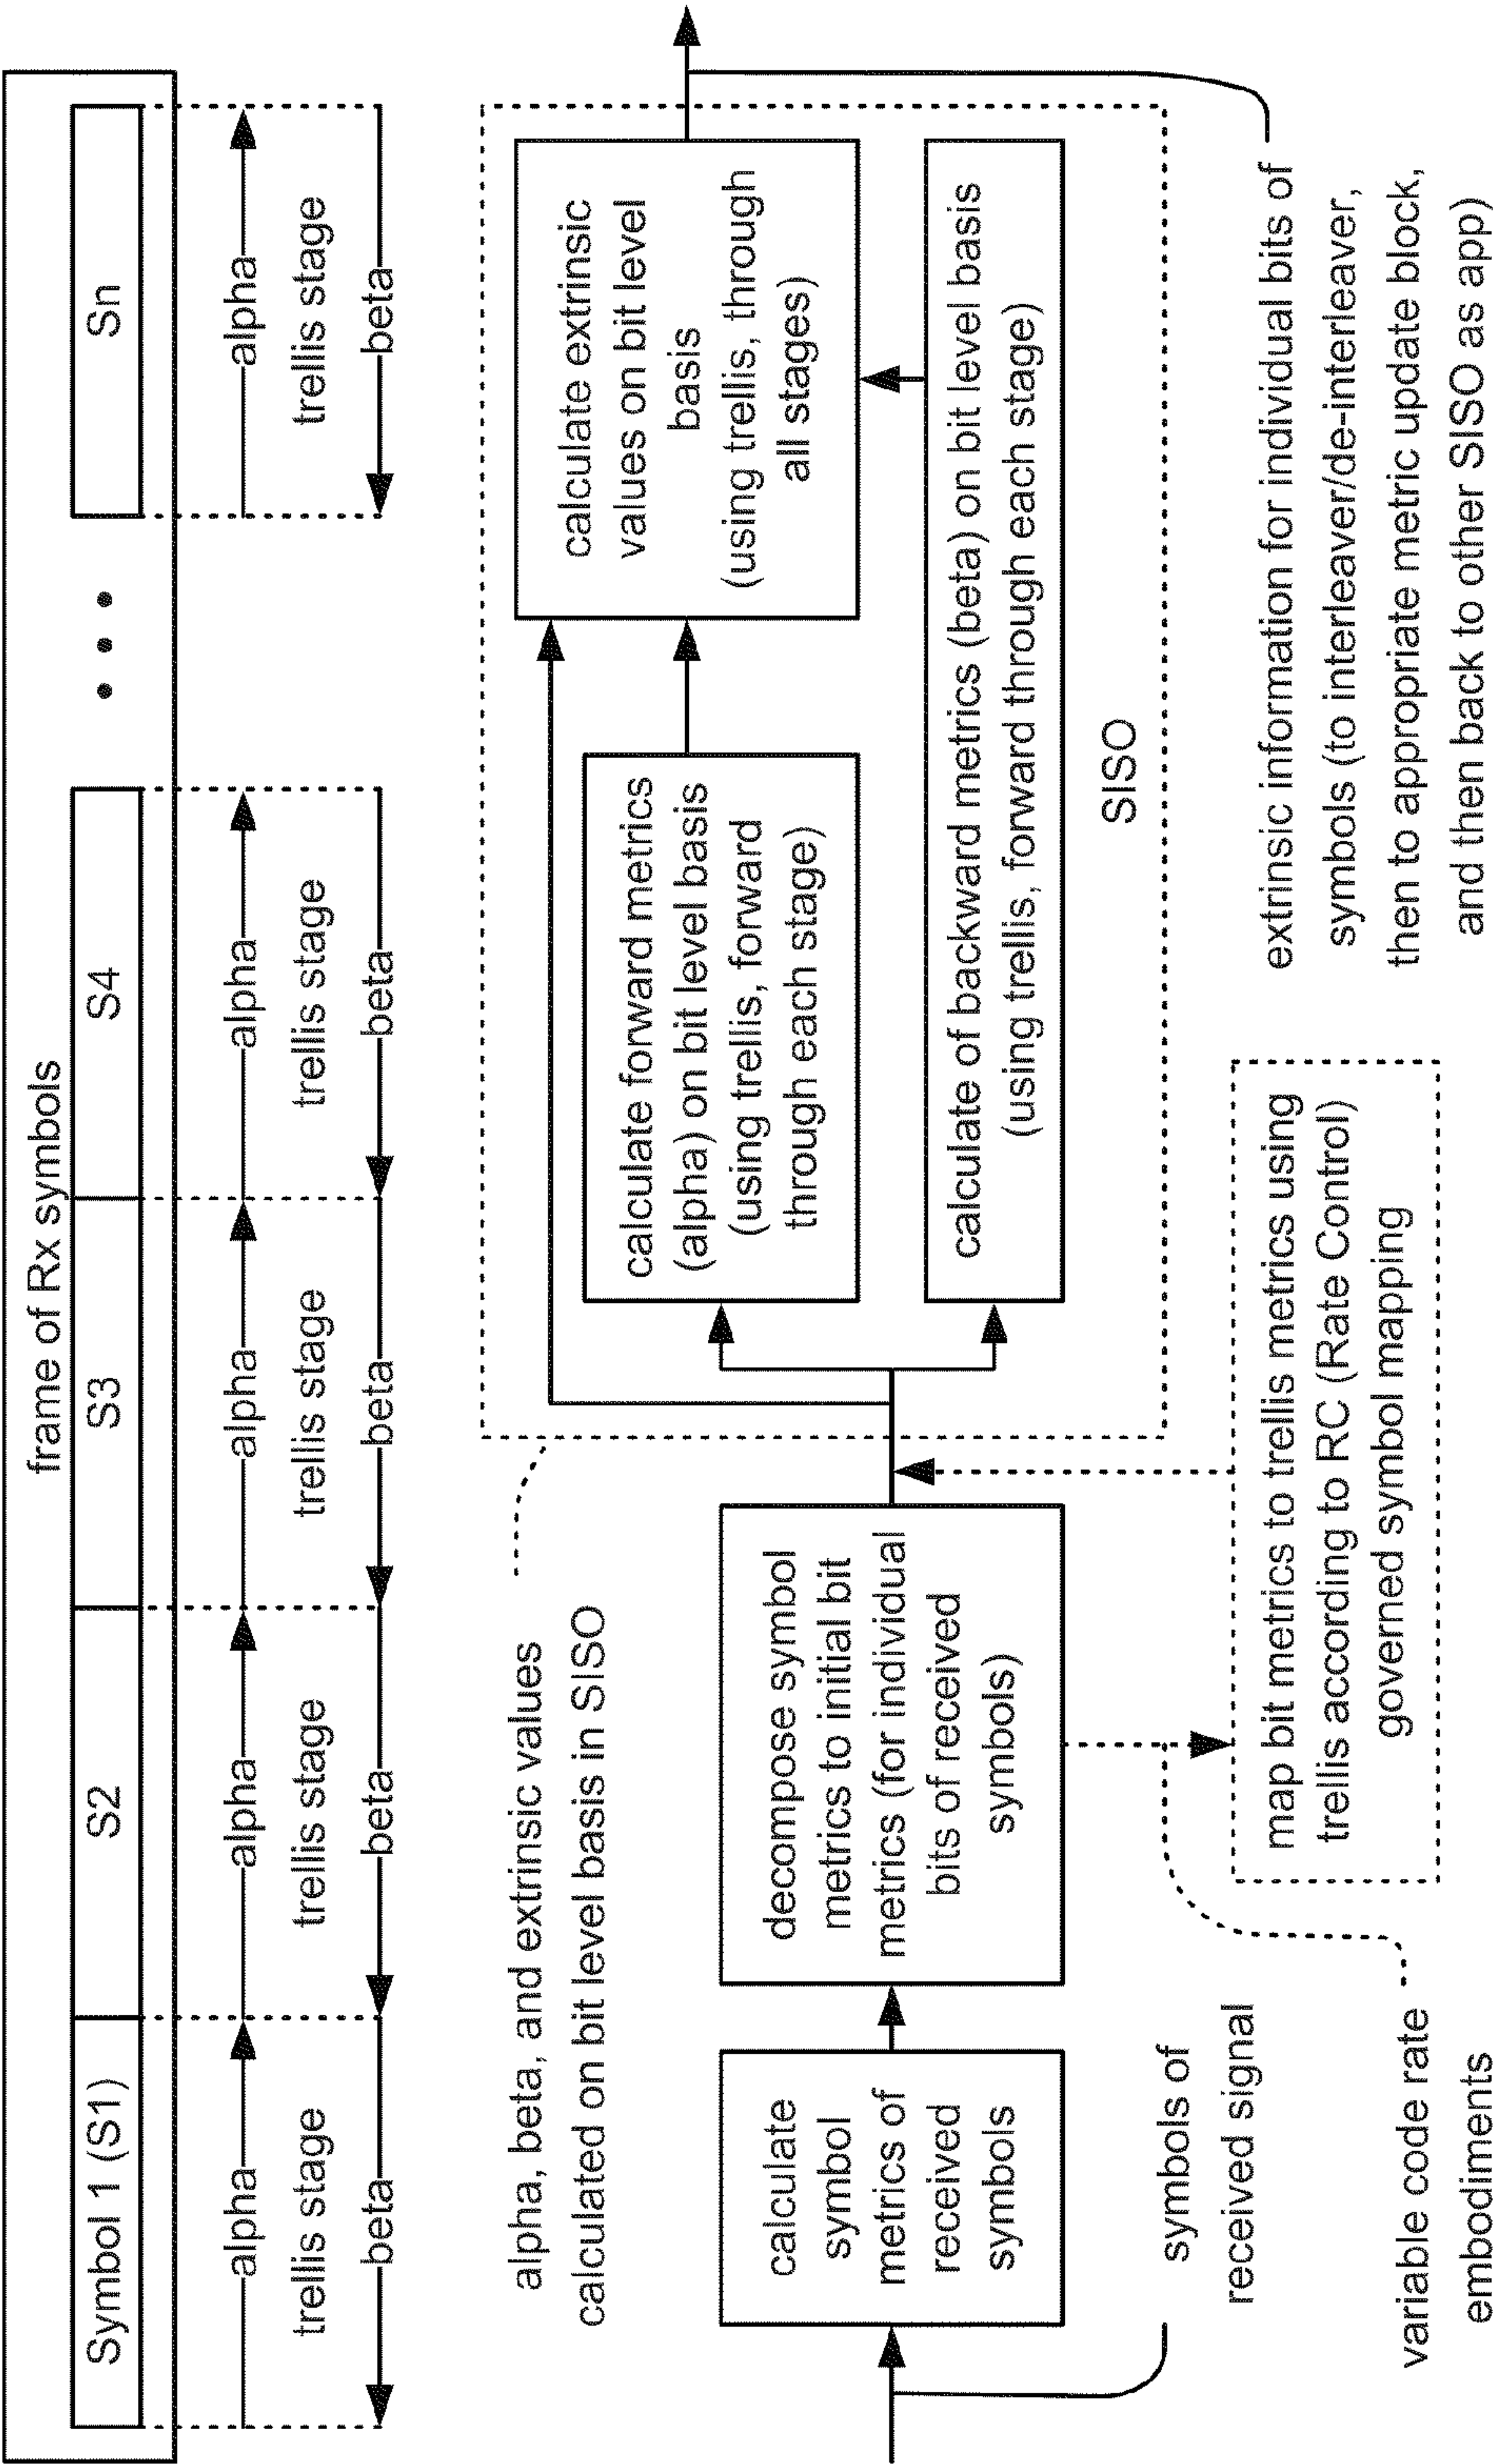 frame of Rx symbols
Symbol 1 (S1)
S2
S3
S4
Sn
alpha
alpha
alpha
alpha
alpha
trellis stage
trellis stage
trellis stage
trellis stage
trellis stage
beta
beta
beta
beta
beta
alpha, beta, and extrinsic values
calculated on bit level basis in SISO
calculate
symbol
metrics of
received
symbols
decompose symbol
metrics to initial bit
metrics (for individual
bits of received
symbols)
calculate forward metrics
(alpha) on bit level basis
(using trellis, forward
through each stage)
calculate extrinsic
values on bit level
basis
(using trellis, through
all stages)
calculate of backward metrics (beta) on bit level basis
(using trellis, forward through each stage)
SISO
symbols of
received signal
variable code rate
embodiments
map bit metrics to trellis metrics using
trellis according to RC (Rate Control)
governed symbol mapping
extrinsic information for individual bits of
symbols (to interleaver/de-interleaver,
then to appropriate metric update block,
and then back to other SISO as app)